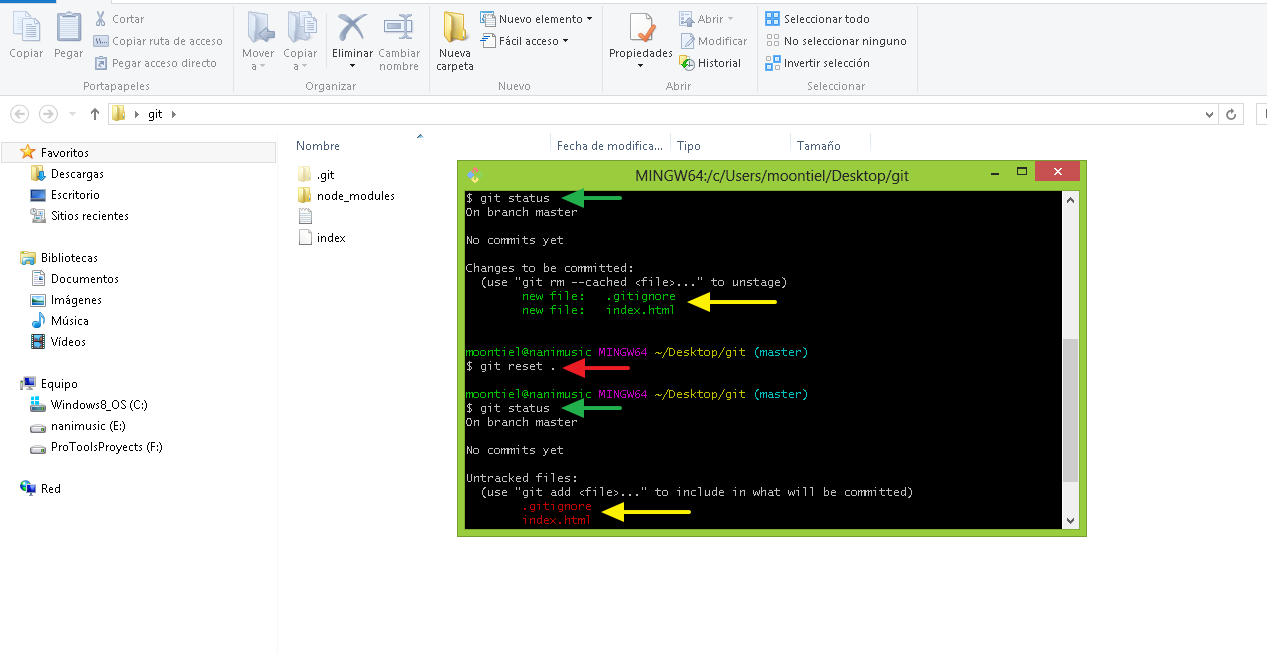 Copiar
Pegar
Cortar
Copiar ruta de acceso
Pegar acceso directo
Portapapeles
Mover a
Copiar a
Eliminar
Cambiar nombre
Organizar
Nueva carpeta
Nuevo elemento
Fácil acceso
Nuevo
Propiedades
Abrir
Modificar
Historial
Abrir
Seleccionar todo
No seleccionar ninguno
Invertir selección
Seleccionar
git
Favoritos
Descargas
Escritorio
Sitios recientes
Bibliotecas
Documentos
Imágenes
Música
Vídeos
Equipo
Windows8_OS (C:)
nanimusic (E:)
ProToolsProyects (F:)
Red
Nombre
Fecha de modifica...
Tipo
Tamaño
.git
node_modules
index
MINGW64:/c/Users/moontiel/Desktop/git
$ git status
On branch master
No commits yet
Changes to be committed:
(use "git rm --cached <file>..." to unstage)
new file: .gitignore
new file: index.html
moontiel@nanimusic MINGW64 ~/Desktop/git (master)
$ git reset .
moontiel@nanimusic MINGW64 ~/Desktop/git (master)
$ git status
On branch master
No commits yet
Untracked files:
(use "git add <file>..." to include in what will be committed)
.gitignore
index.html